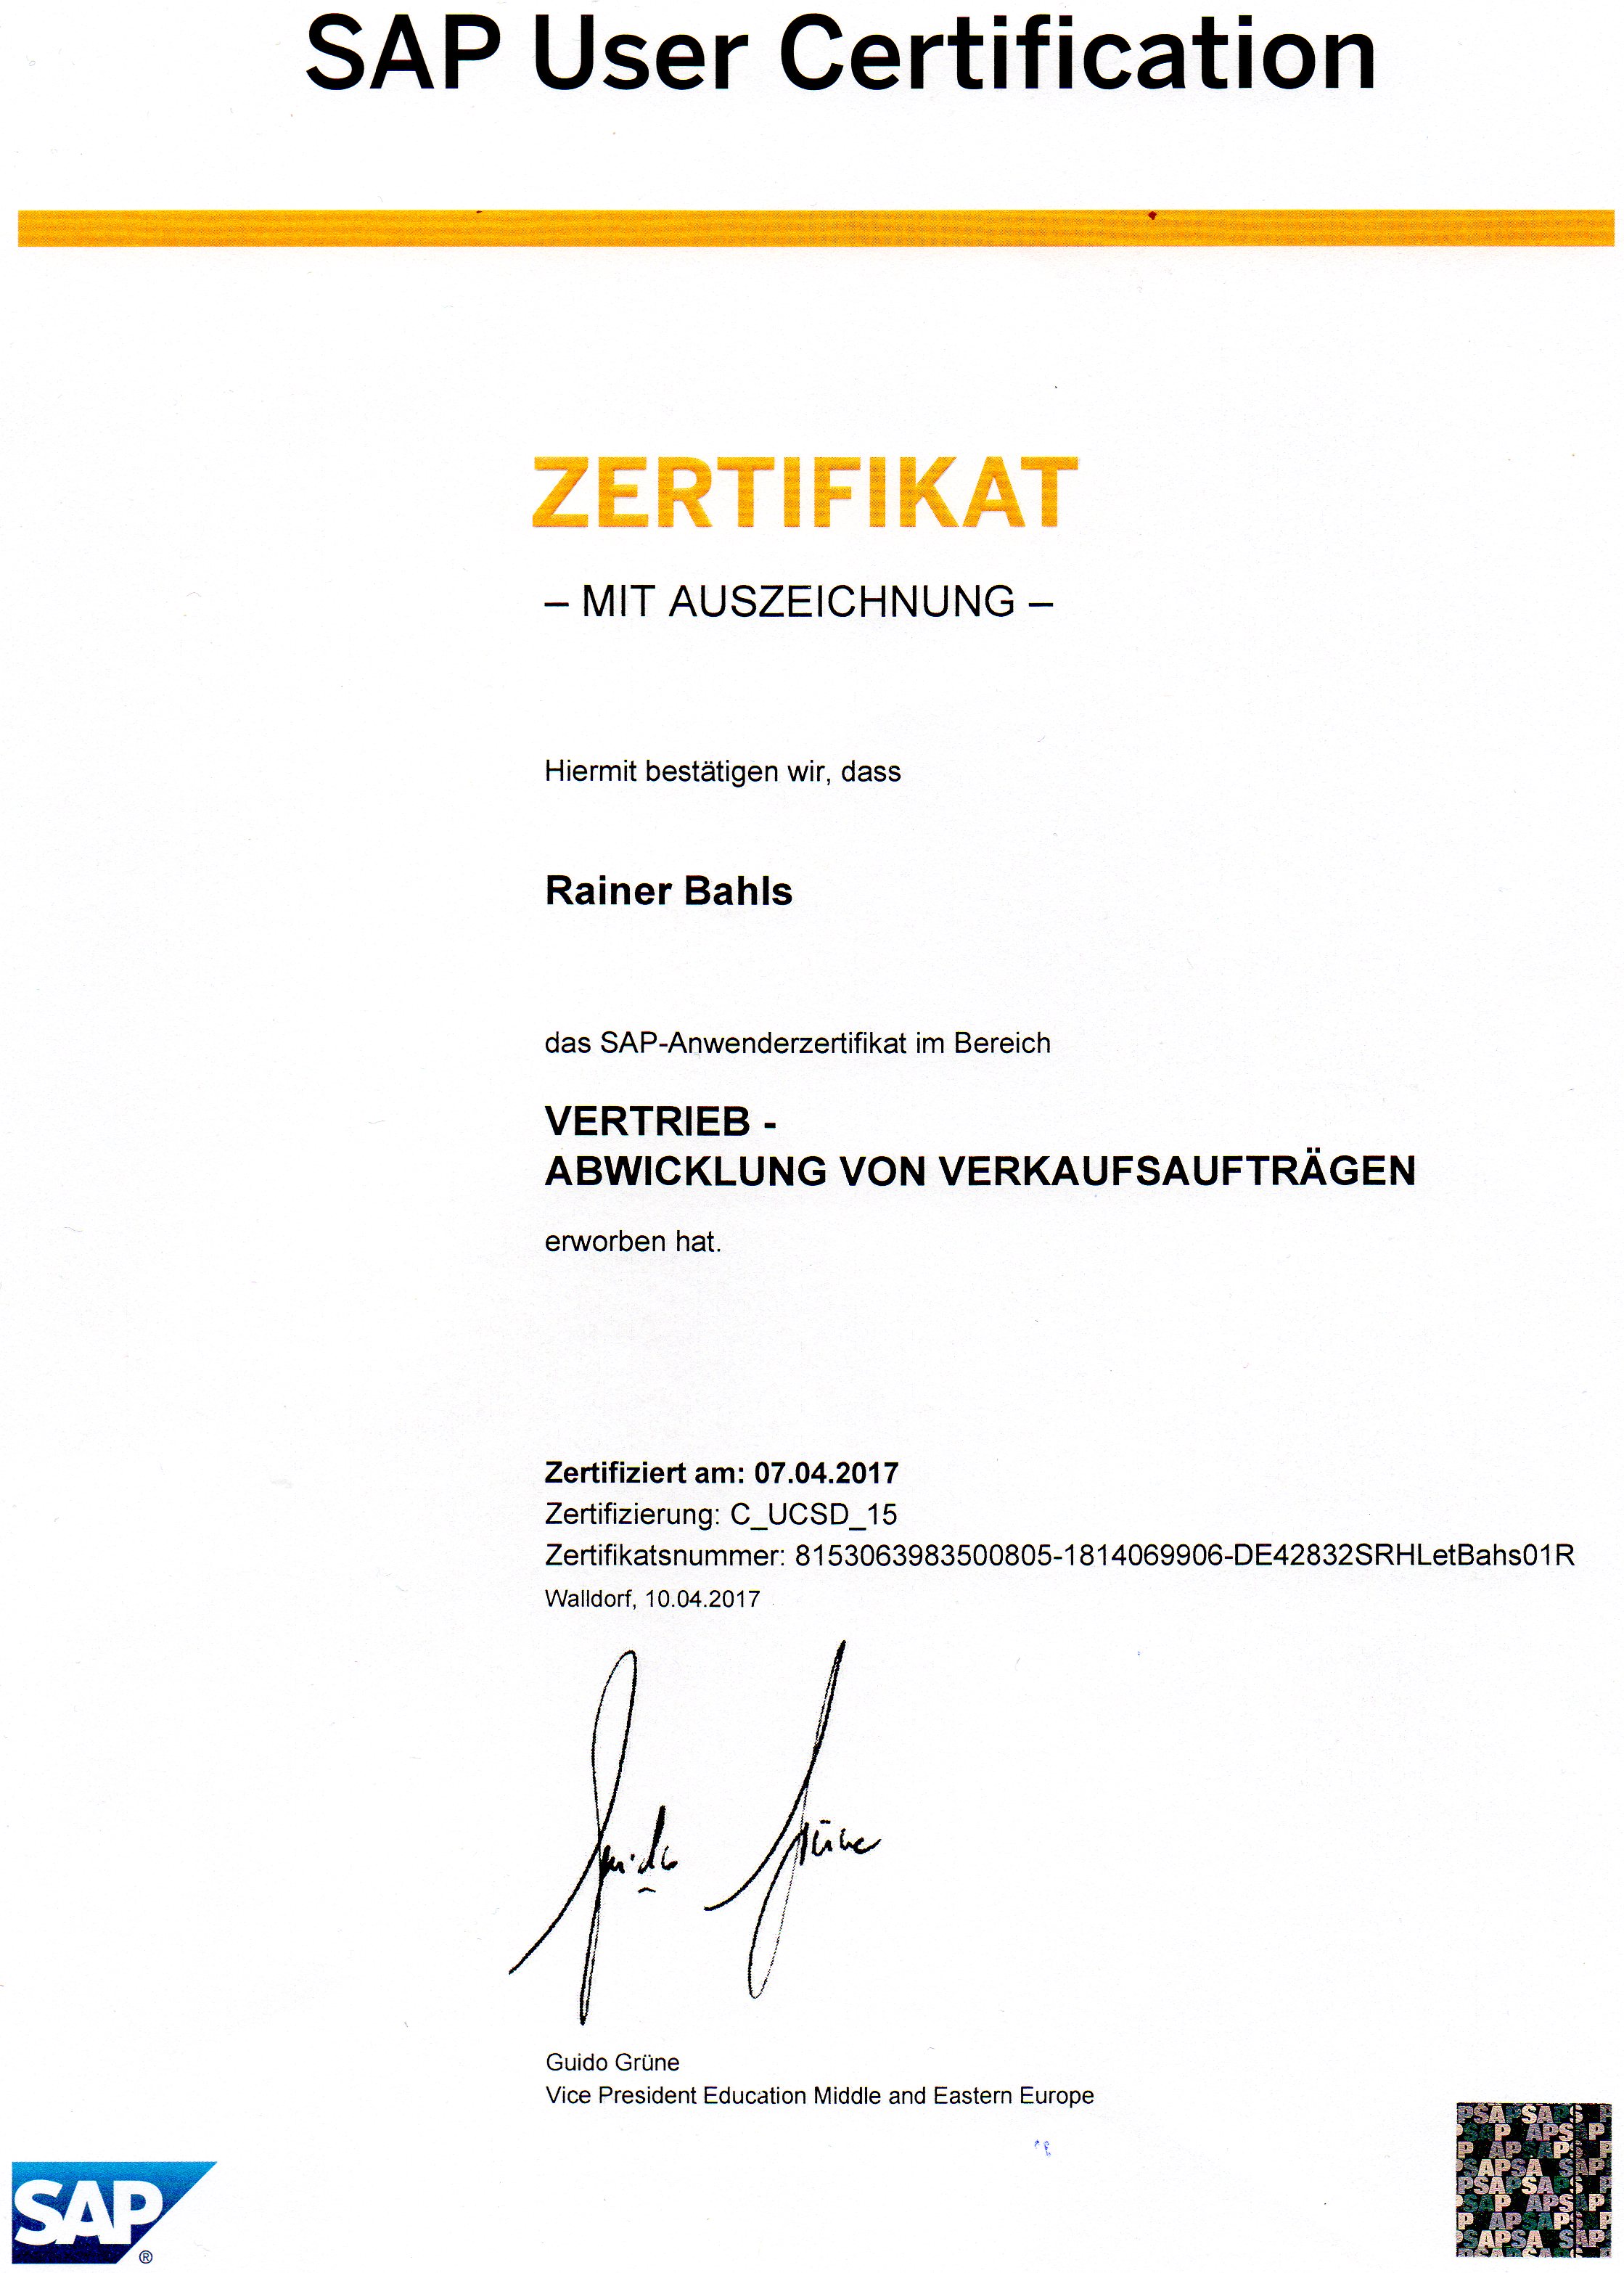 SAP User Certification
ZERTIFIKAT
– MIT AUSZEICHNUNG –
Hiermit bestätigen wir, dass
Rainer Bahls
das SAP-Anwenderzertifikat im Bereich
VERTRIEB -
ABWICKLUNG VON VERKAUFSAUFTRÄGEN
erworben hat.
Zertifiziert am: 07.04.2017
Zertifizierung: C_UCSD_15
Zertifikatsnummer: 8153063983500805-1814069906-DE42832SRHLetBahs01R
Walldorf, 10.04.2017
Guido Grüne
Guido Grüne
Vice President Education Middle and Eastern Europe
SAP ®